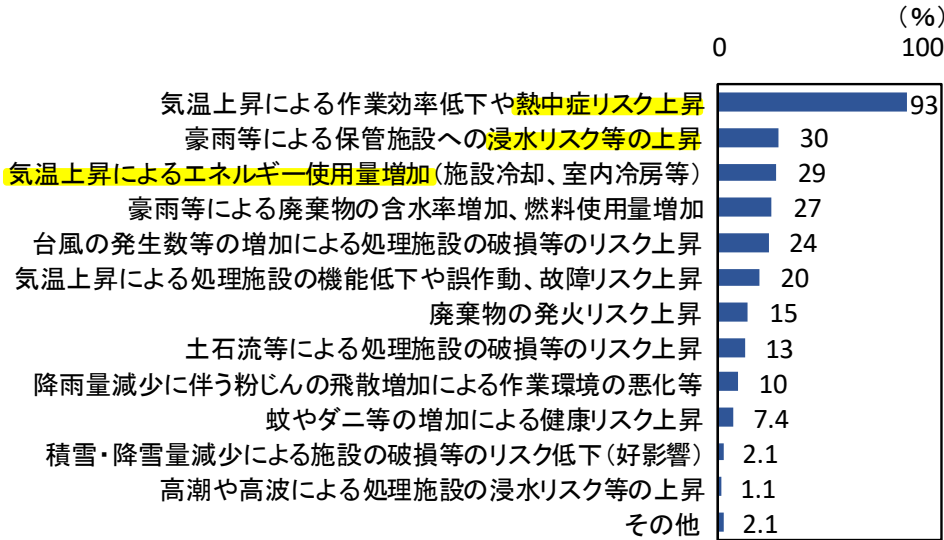 (%)
0 100
気温上昇による作業効率低下や熱中症リスク上昇 93
豪雨等による保管施設への浸水リスク等の上昇 30
気温上昇によるエネルギー使用量増加(施設冷却、室内冷房等) 29
豪雨等による廃棄物の含水率増加、燃料使用量増加 27
台風の発生数等の増加による処理施設の破損等のリスク上昇 24
気温上昇による処理施設の機能低下や誤作動、故障リスク上昇 20
廃棄物の発火リスク上昇 15
土石流等による処理施設の破損等のリスク上昇 13
降雨量減少に伴う粉じんの飛散増加による作業環境の悪化等 10
蚊やダニ等の増加による健康リスク上昇 7.4
積雪・降雪量減少による施設の破損等のリスク低下(好影響) 2.1
高潮や高波による処理施設の浸水リスク等の上昇 1.1
その他 2.1